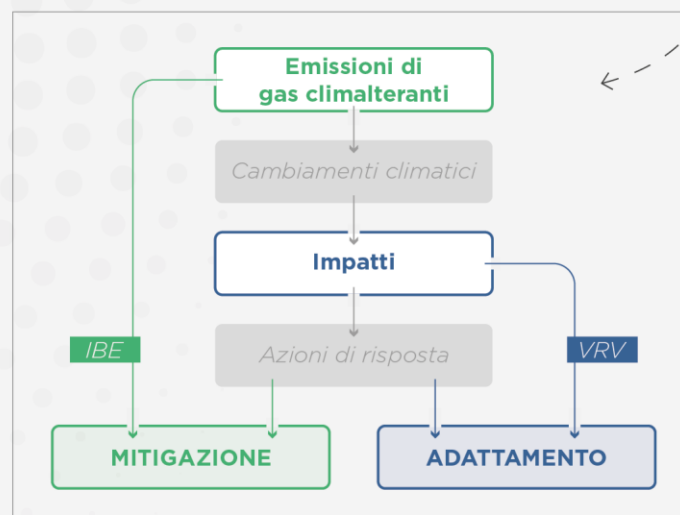 Emissioni di
gas climalteranti
Cambiamenti climatici
Impatti
IBE
Azioni di risposta
VRV
MITIGAZIONE
ADATTAMENTO